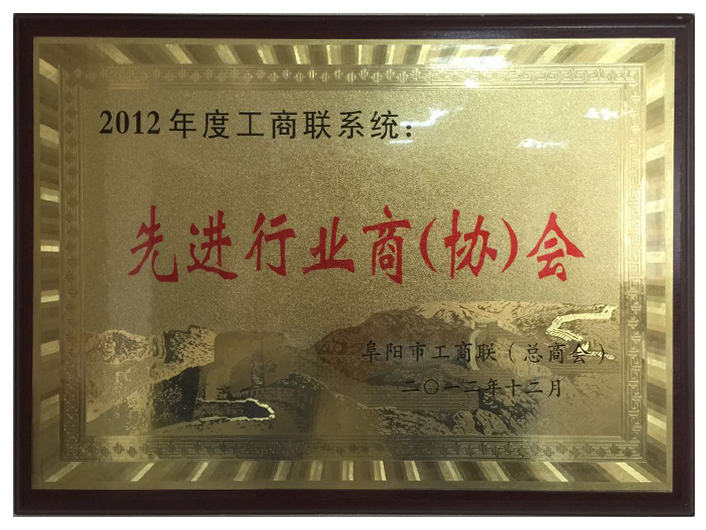 2012年度工商联系统：
先进行业商(协)会
阜阳市工商联（总商会）
二〇一二年十二月